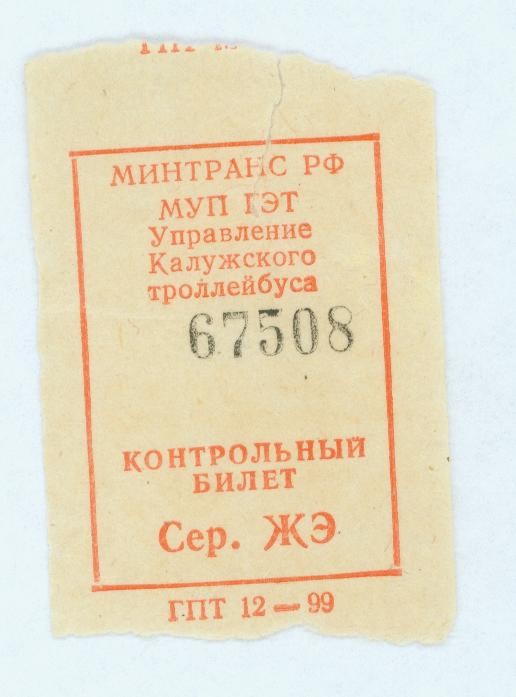 МИНТРАНС РФ
МУП ГЭТ
Управление
Калужского
троллейбуса
67508
КОНТРОЛЬНЫЙ
БИЛЕТ
Сер. ЖЭ
ГПТ 12 — 99